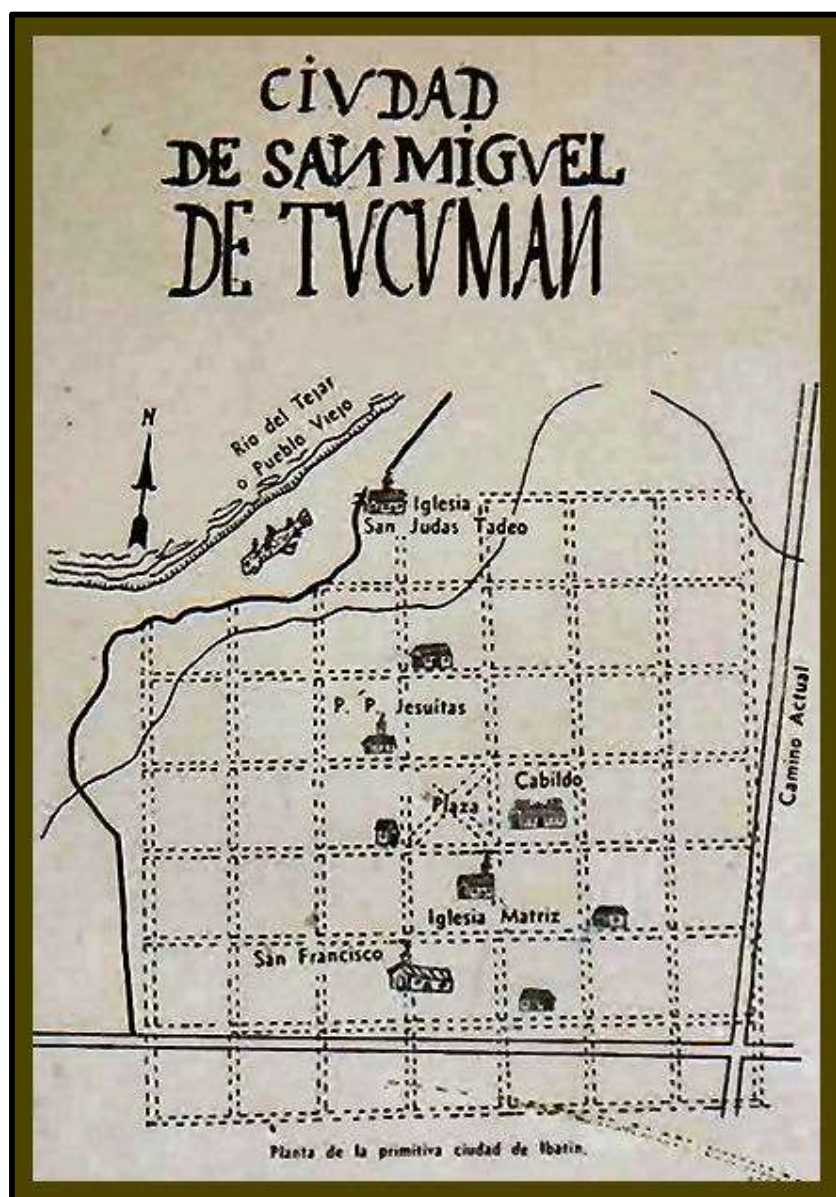 CIVDAD
DE SAN MIGVEL
DE TVCVMAN
N
Rio del Tejar
o Pueblo Viejo
Iglesia
San Judas Tadeo
P. P. Jesuitas
Camino Actual
Cabildo
Plaza
Iglesia Matriz
San Francisco
Planta de la primitiva ciudad de Ibatin.